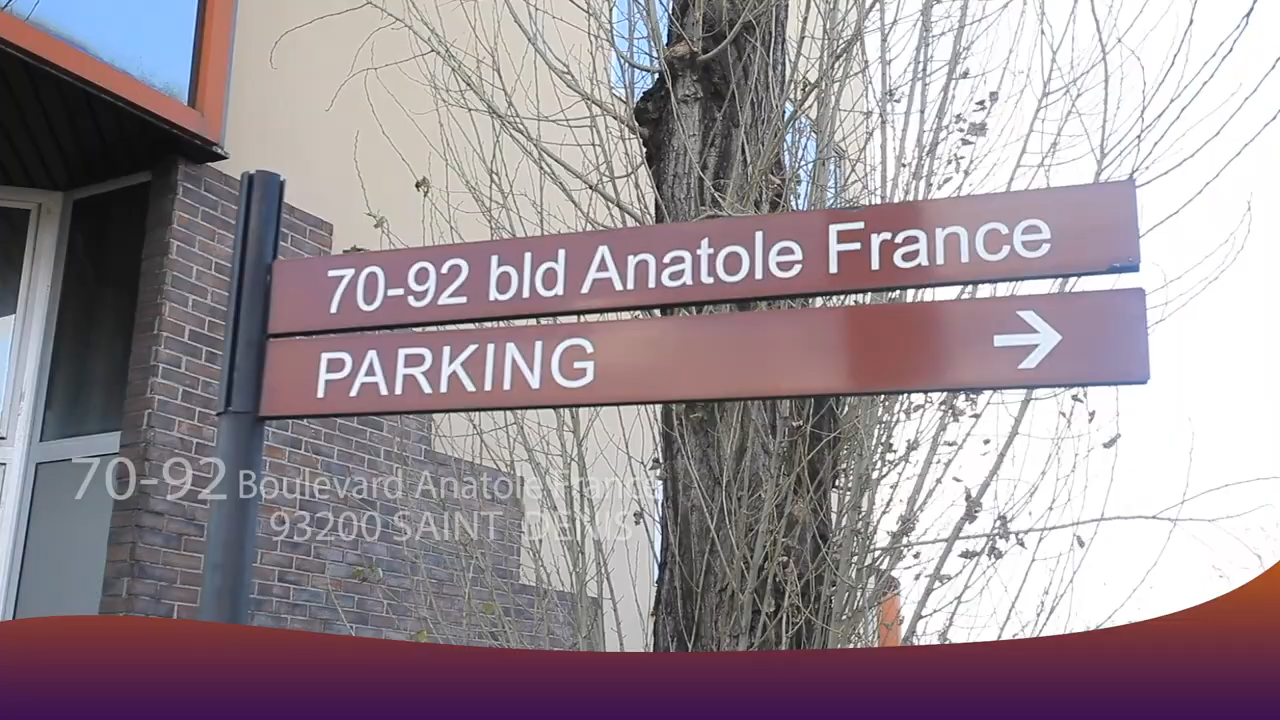 70-92 bld Anatole France
PARKING
70-92 Boulevard Anatole France
93200 SAINT DENIS